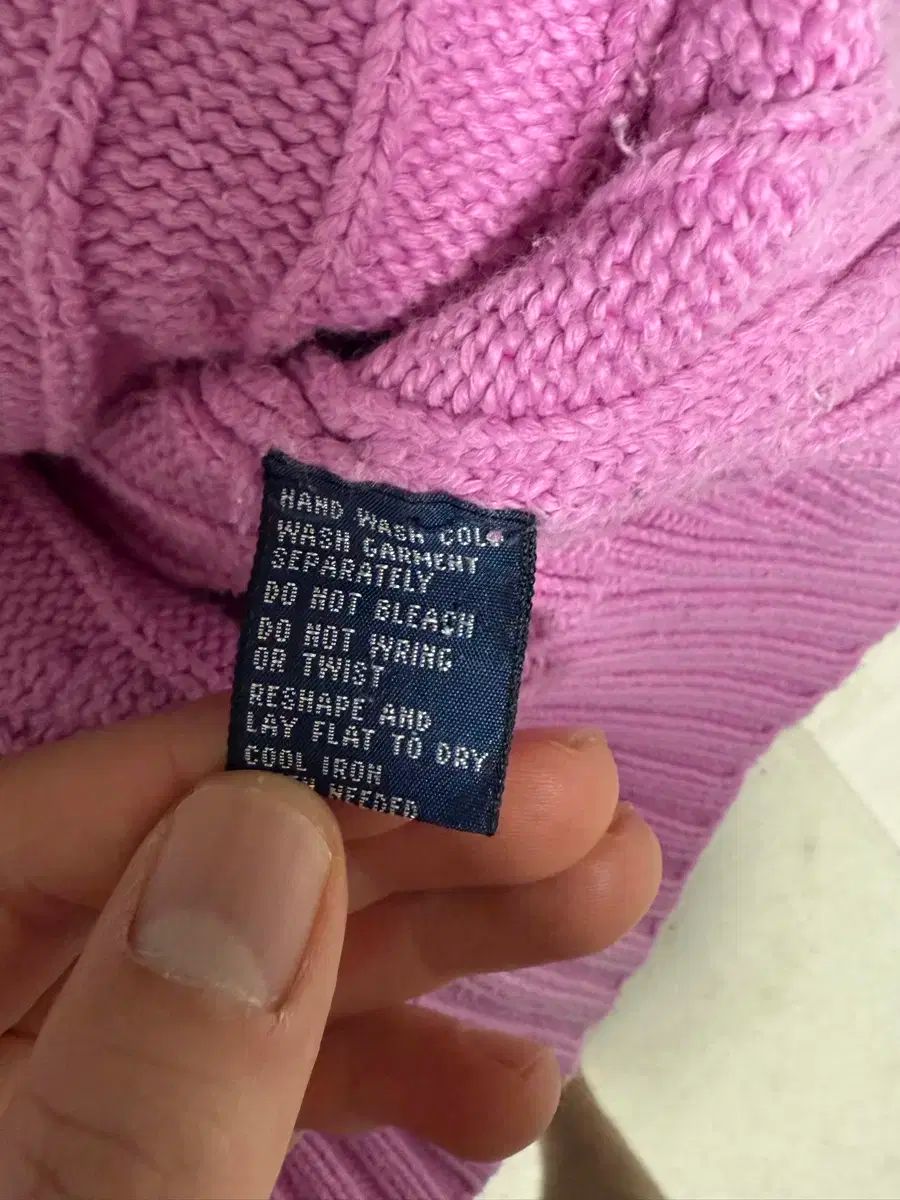 HAND WASH COL
WASH GARMENT
SEPARATELY
DO NOT BLEACH
DO NOT WRING
OR TWIST
RESHAPE AND
LAY FLAT TO DRY
COOL IRON
NEEDED